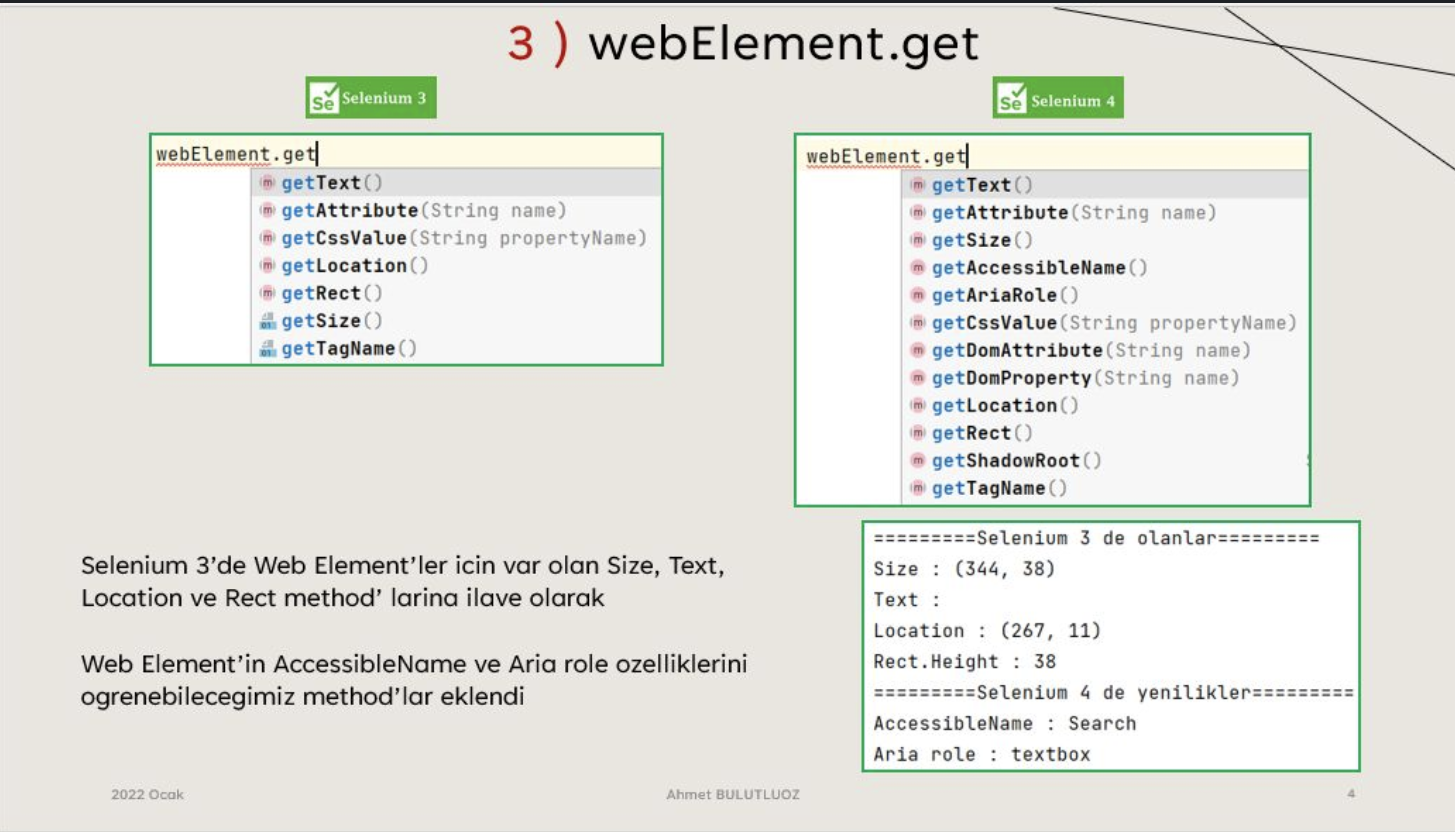 3 ) webElement.get
Se Selenium 3
webElement.get
m getText()
m getAttribute(String name)
m getCssValue(String propertyName)
m getLocation()
m getRect()
01 getSize()
01 getTagName()
Se Selenium 4
webElement.get
m getText()
m getAttribute(String name)
m getSize()
m getAccessibleName()
m getAriaRole()
m getCssValue(String propertyName)
m getDomAttribute(String name)
m getDomProperty(String name)
m getLocation()
m getRect()
m getShadowRoot()
m getTagName()
Selenium 3’de Web Element’ler icin var olan Size, Text,
Location ve Rect method’ larina ilave olarak
Web Element’in AccessibleName ve Aria role ozelliklerini
ogrenebilecegimiz method’lar eklendi
=========Selenium 3 de olanlar=========
Size : (344, 38)
Text :
Location : (267, 11)
Rect.Height : 38
=========Selenium 4 de yenilikler=========
AccessibleName : Search
Aria role : textbox
2022 Ocak
Ahmet BULUTLUOZ
4